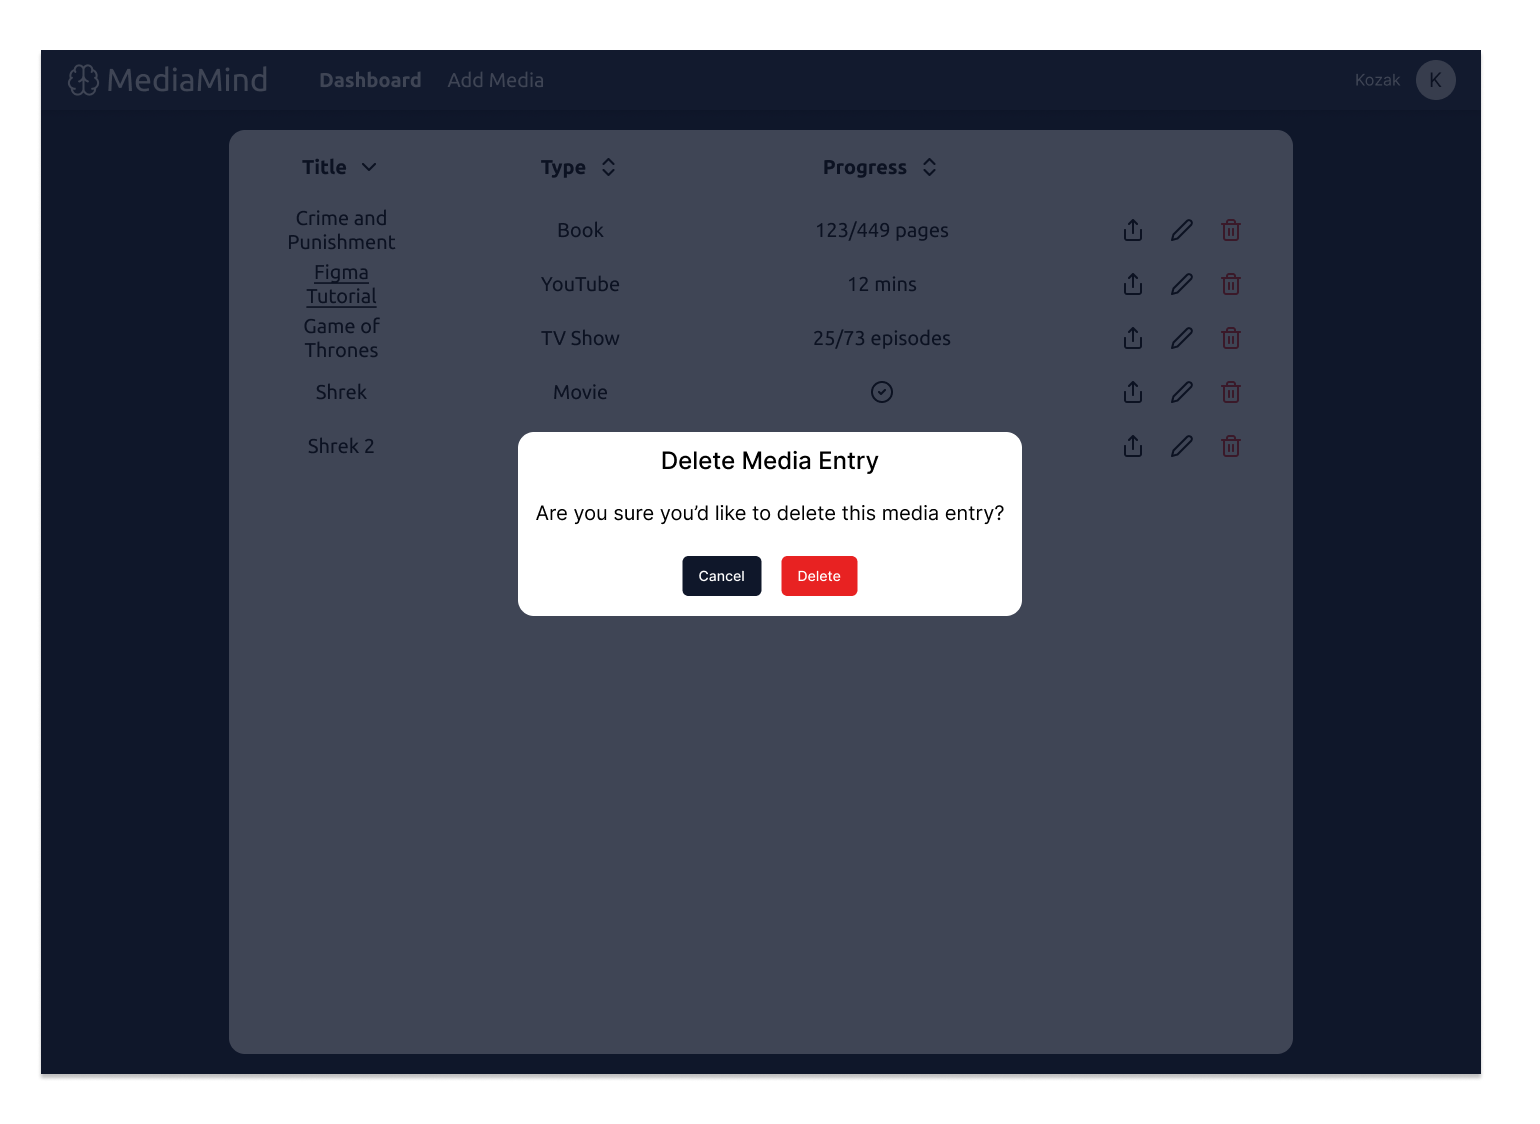 MediaMind Dashboard Add Media Kozak K
Title Type Progress
Crime and
Punishment Book 123/449 pages
Figma
Tutorial YouTube 12 mins
Game of
Thrones TV Show 25/73 episodes
Shrek Movie
Shrek 2
Delete Media Entry
Are you sure you’d like to delete this media entry?
Cancel Delete